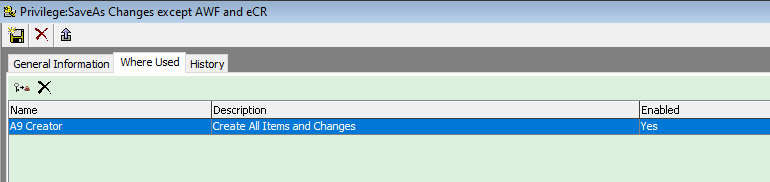 Privilege:SaveAs Changes except AWF and eCR
General Information Where Used History
Name Description Enabled
A9 Creator Create All Items and Changes Yes